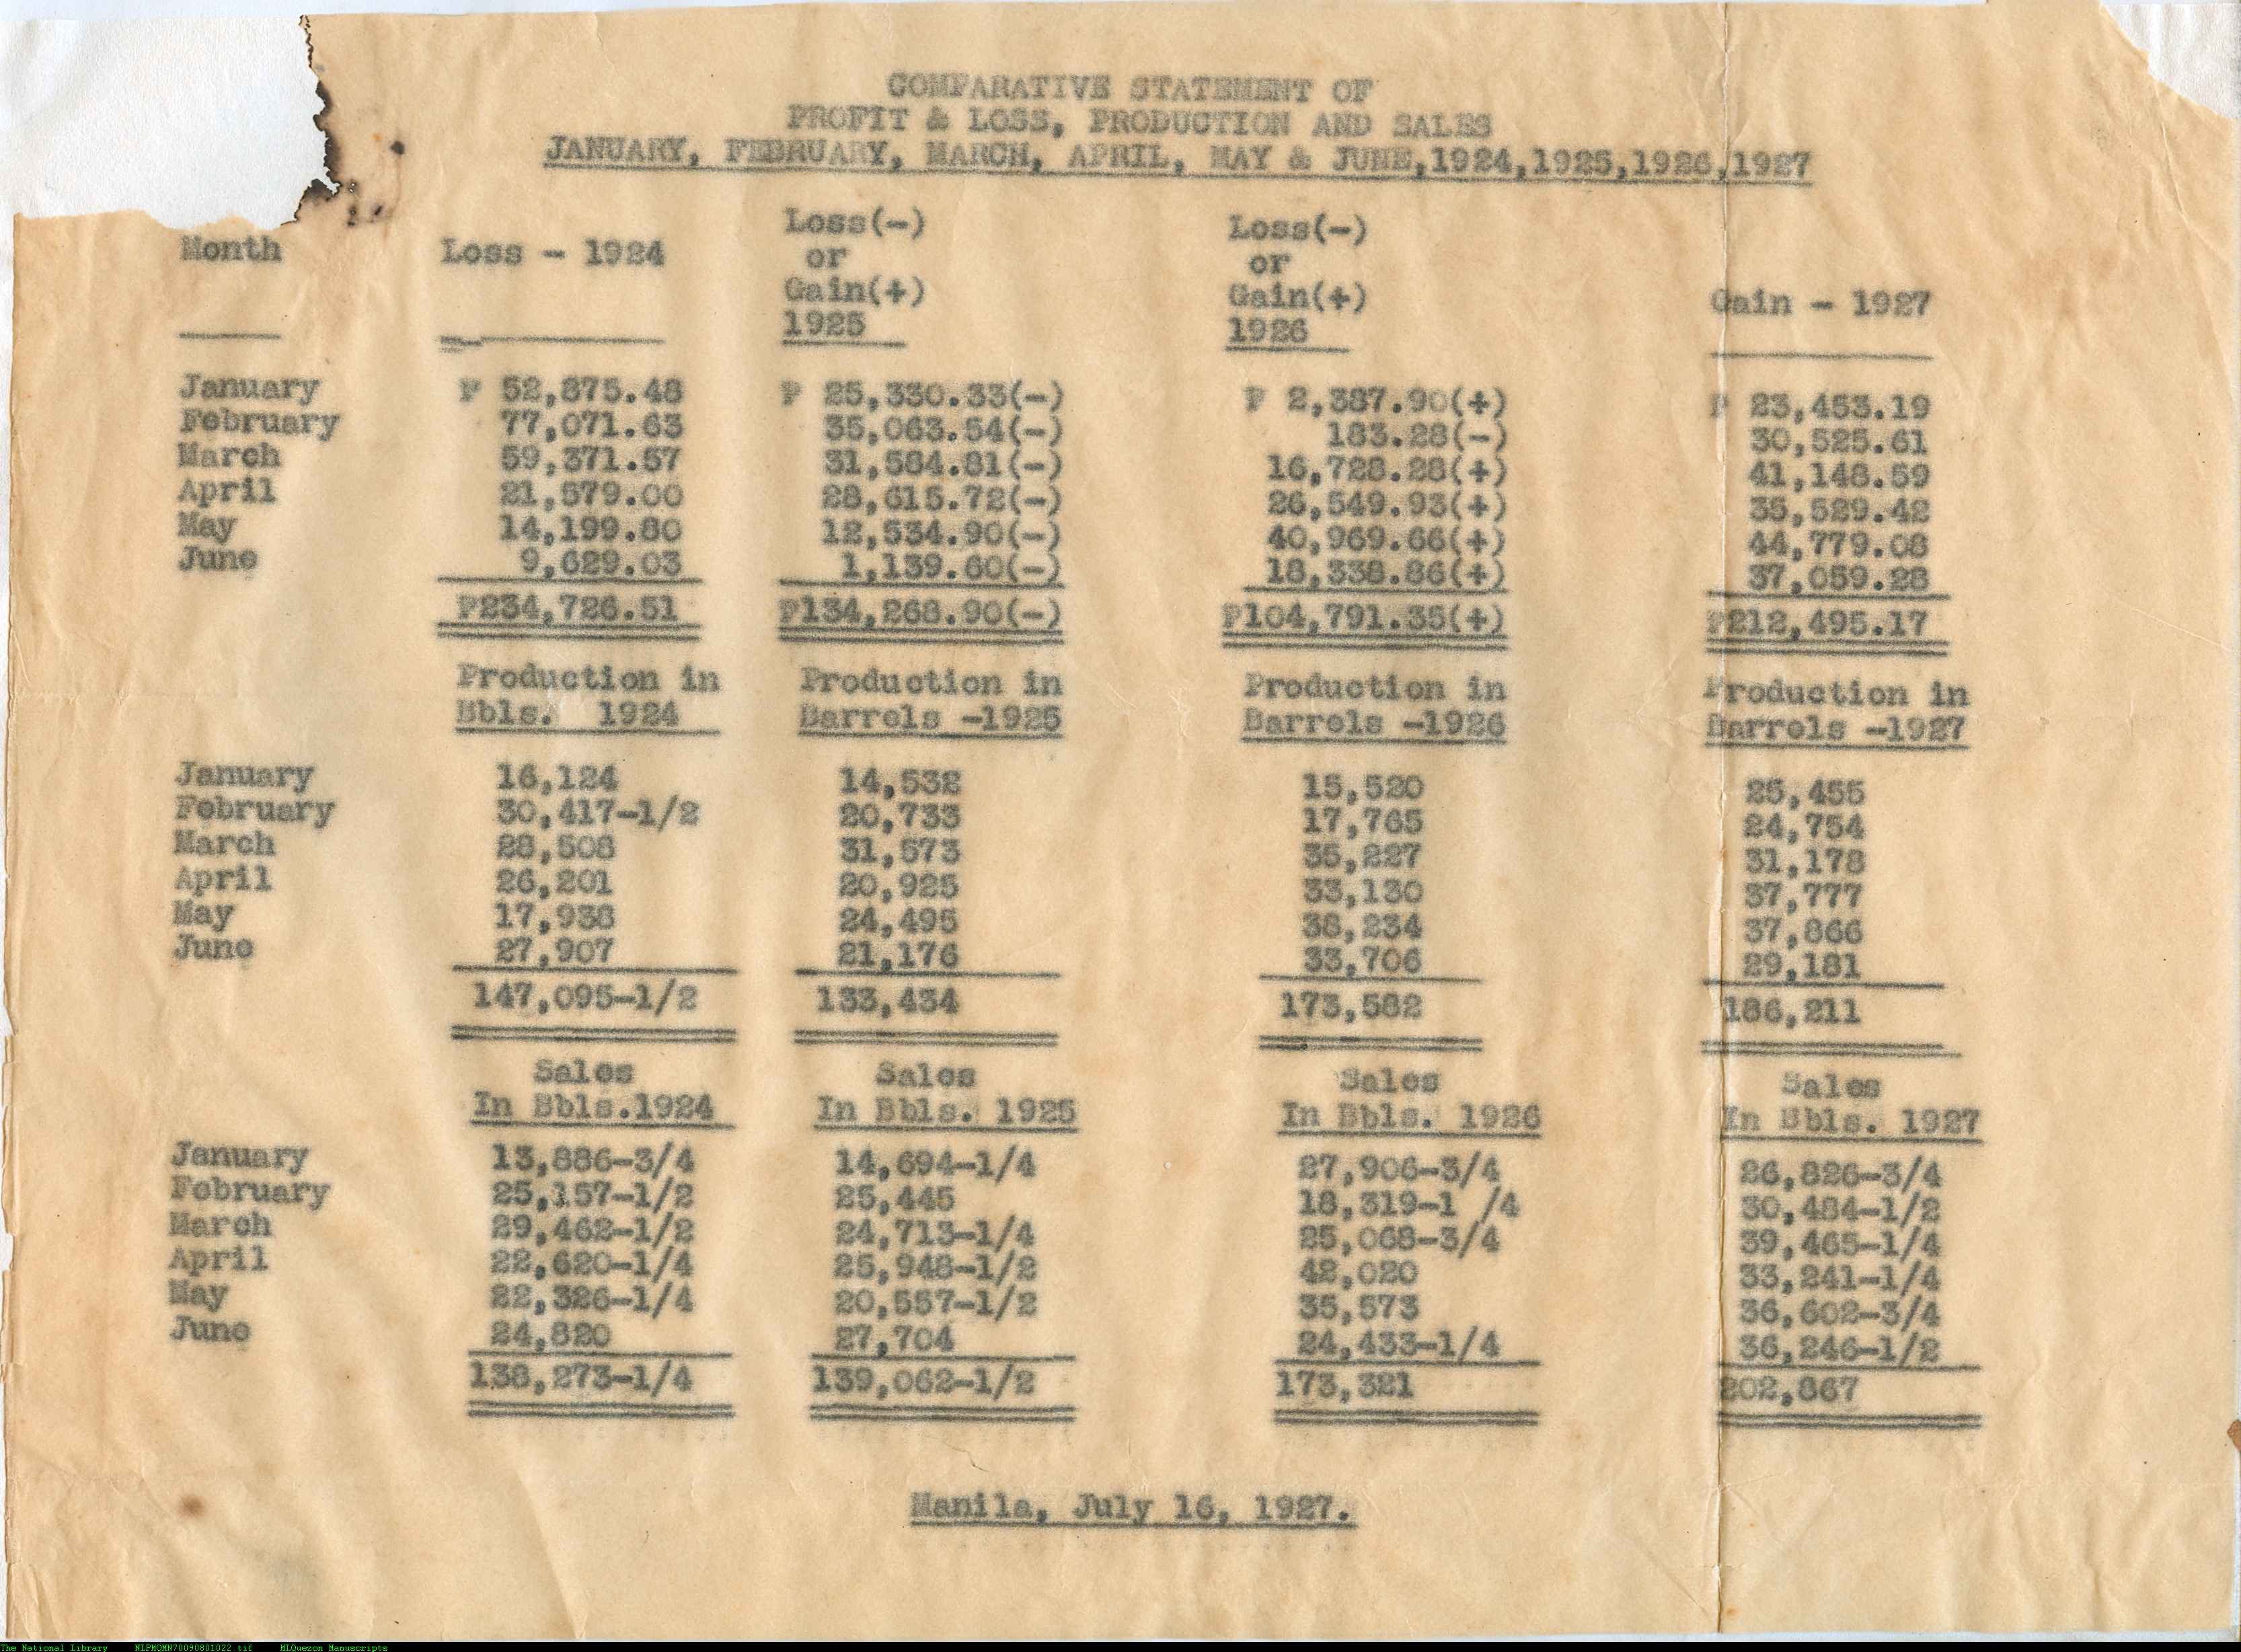 COMPARATIVE STATEMENT OF
PROFIT & LOSS, PRODUCTION AND SALES
JANUARY, FEBRUARY, MARCH, APRIL, MAY & JUNE,1924,1925,1926,1927
Month Loss - 1924 Loss(-) or Gain(+) 1925 Loss(-) or Gain(+) 1926 Gain - 1927
January ₱ 52,875.48 ₱ 25,330.33(-) ₱ 2,387.90(+) ₱ 23,453.19
February 77,071.63 35,063.54(-) 183.28(-) 30,525.61
March 59,371.57 31,584.81(-) 16,728.28(+) 41,148.59
April 21,579.00 28,615.72(-) 26,549.93(+) 35,529.42
May 14,199.80 12,534.90(-) 40,969.66(+) 44,779.08
June 9,629.03 1,139.60(-) 18,338.86(+) 37,059.28
₱234,726.51 ₱134,268.90(-) ₱104,791.35(+) ₱212,495.17
Production in Production in Production in Production in
Bbls. 1924 Barrels -1925 Barrels -1926 Barrels -1927
January 16,124 14,532 15,520 25,455
February 30,417-1/2 20,733 17,765 24,754
March 28,508 31,573 35,227 31,178
April 26,201 20,925 33,130 37,777
May 17,938 24,495 38,234 37,866
June 27,907 21,176 33,706 29,181
147,095-1/2 133,434 173,582 186,211
Sales Sales Sales Sales
In Bbls.1924 In Bbls. 1925 In Bbls. 1926 In Bbls. 1927
January 13,886-3/4 14,694-1/4 27,906-3/4 26,826-3/4
February 25,157-1/2 25,445 18,319-1 /4 30,484-1/2
March 29,462-1/2 24,713-1/4 25,068-3/4 39,465-1/4
April 22,620-1/4 25,948-1/2 42,020 33,241-1/4
May 22,326-1/4 20,557-1/2 35,573 36,602-3/4
June 24,820 27,704 24,433-1/4 36,246-1/2
138,273-1/4 139,062-1/2 173,321 202,867
Manila, July 16, 1927.
The National Library NLPMQMN70090801022.tif MLQuezon Manuscripts